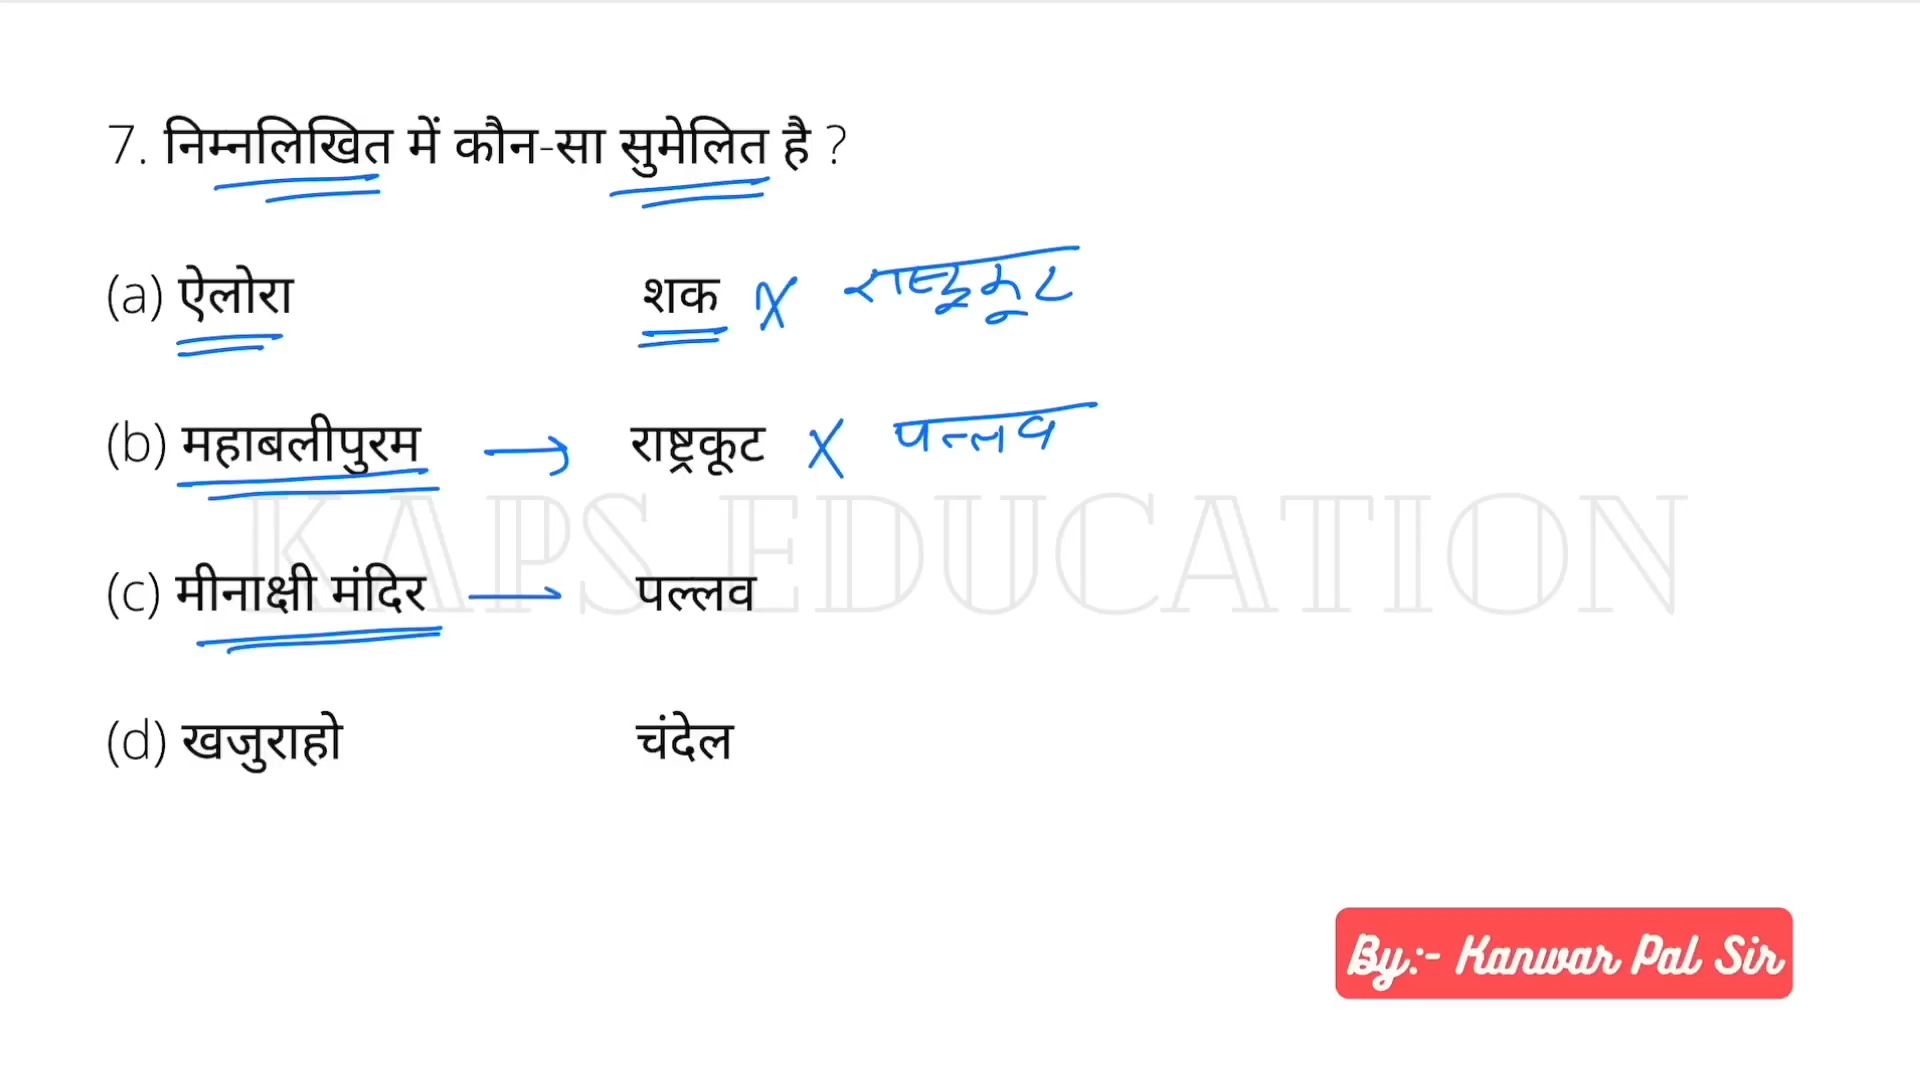 7. निम्नलिखित में कौन-सा सुमेलित है ?
(a) ऐलोरा शक X राष्ट्रकूट
(b) महाबलीपुरम → राष्ट्रकूट X पल्लव
KAPS EDUCATION
(c) मीनाक्षी मंदिर → पल्लव
(d) खजुराहो चंदेल
By:- Kanwar Pal Sir